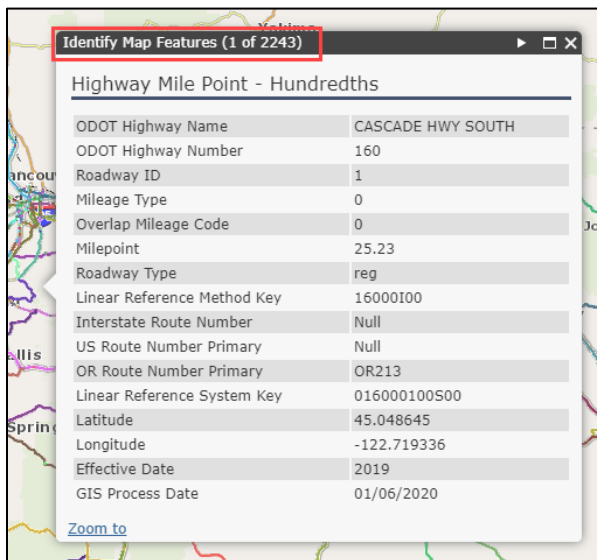 Yakima
Identify Map Features (1 of 2243)
Highway Mile Point - Hundredths
ODOT Highway Name CASCADE HWY SOUTH
ODOT Highway Number 160
Roadway ID 1
ancou
Mileage Type 0
Overlap Mileage Code 0
Jo
Milepoint 25.23
Roadway Type reg
Linear Reference Method Key 16000I00
Interstate Route Number Null
US Route Number Primary Null
llis
OR Route Number Primary OR213
Linear Reference System Key 016000100S00
Latitude 45.048645
Spring
Longitude -122.719336
Effective Date 2019
GIS Process Date 01/06/2020
Zoom to